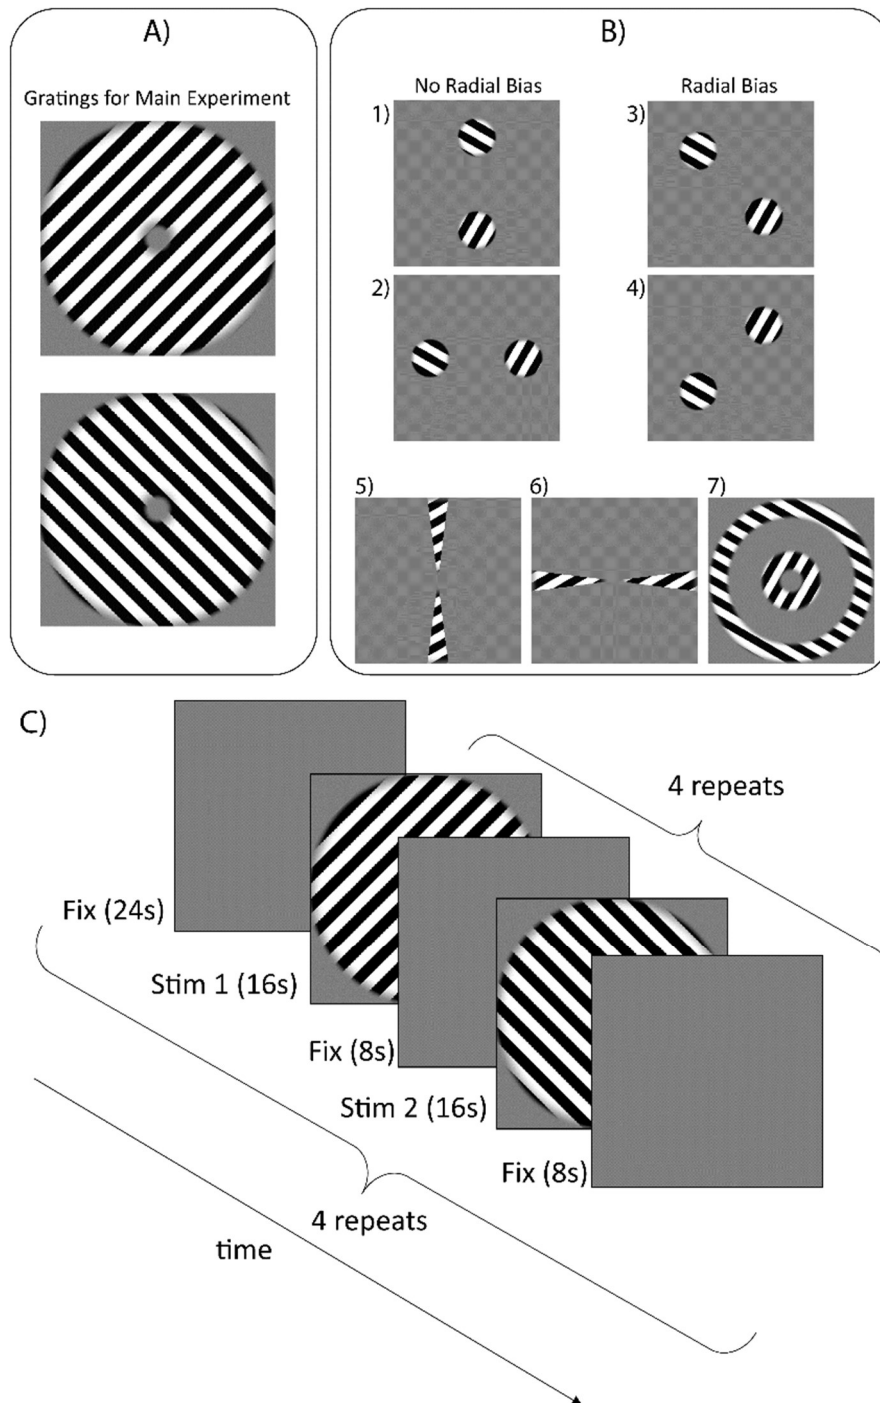 A)
Gratings for Main Experiment
B)
No Radial Bias
Radial Bias
1)
3)
2)
4)
5)
6)
7)
C)
4 repeats
Fix (24s)
Stim 1 (16s)
Fix (8s)
Stim 2 (16s)
Fix (8s)
4 repeats
time